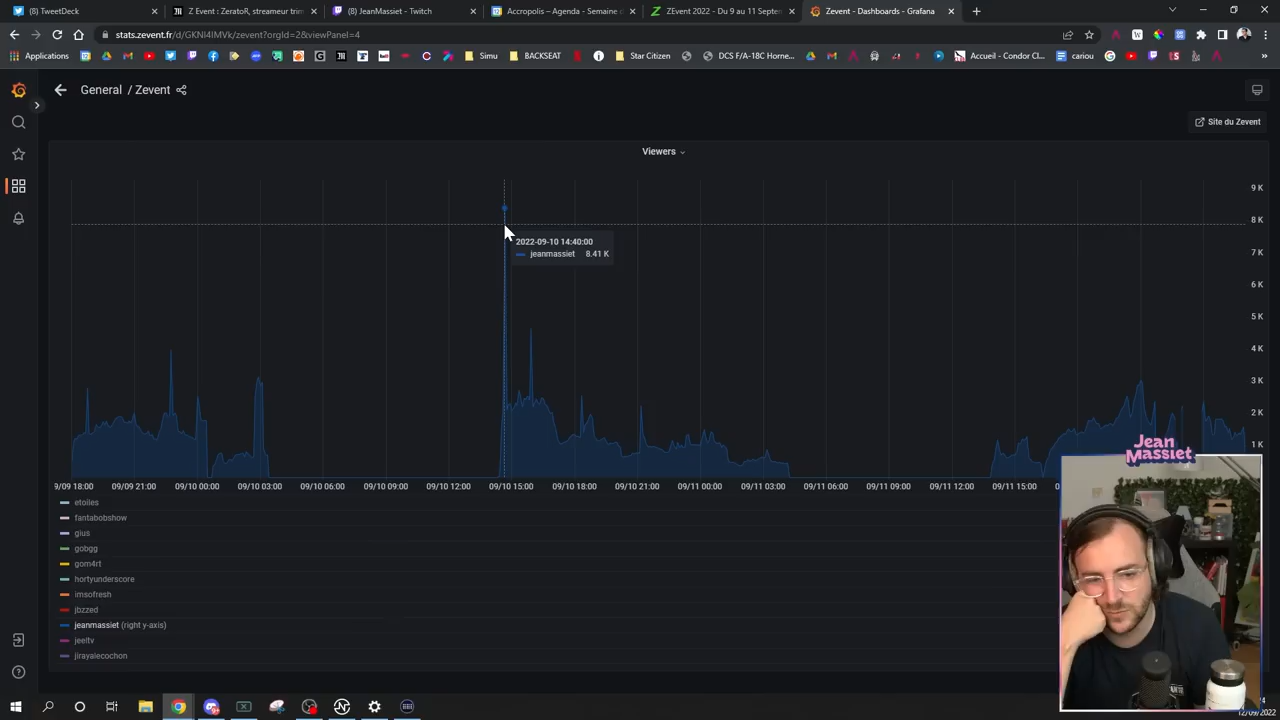 (8) TweetDeck
Z Event : ZeratoR, streameur trim
(8) JeanMassiet - Twitch
Accropolis – Agenda - Semaine d
ZEvent 2022 - Du 9 au 11 Septem
Zevent - Dashboards - Grafana
stats.zevent.fr/d/GKNI4IMVk/zevent?orgId=2&viewPanel=4
Applications
Simu
BACKSEAT
Star Citizen
DCS F/A-18C Horne...
Accueil - Condor Cl...
cariou
General / Zevent
Site du Zevent
Viewers
9 K
8 K
7 K
6 K
5 K
4 K
3 K
2 K
1 K
2022-09-10 14:40:00
jeanmassiet 8.41 K
9/09 18:00 09/09 21:00 09/10 00:00 09/10 03:00 09/10 06:00 09/10 09:00 09/10 12:00 09/10 15:00 09/10 18:00 09/10 21:00 09/11 00:00 09/11 03:00 09/11 06:00 09/11 09:00 09/11 12:00 09/11 15:00
etoiles
fantabobshow
gius
gobgg
gom4rt
hortyunderscore
imsofresh
jbzzed
jeanmassiet (right y-axis)
jeeltv
jirayalecochon
Jean
Massiet
12/09/2022